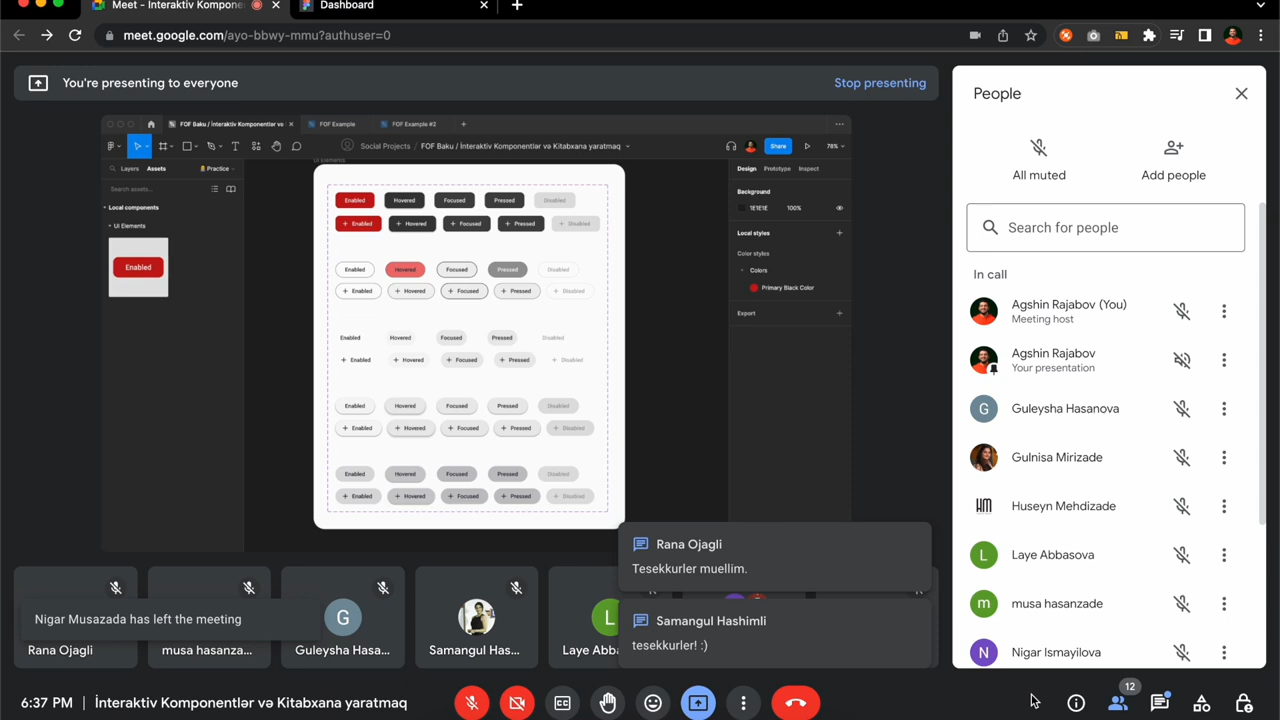 Meet - Interaktiv Kompone
Dashboard
meet.google.com/ayo-bbwy-mmu?authuser=0
You're presenting to everyone
Stop presenting
FOF Baku / İnteraktiv Komponentlər və
FOF Example
FOF Example #2
Social Projects / FOF Baku / İnteraktiv Komponentlər və Kitabxana yaratmaq
Share
78%
Layers Assets Practice
Search assets...
Local components
UI Elements
Enabled
UI Elements
Enabled Hovered Focused Pressed Disabled
+ Enabled + Hovered + Focused + Pressed + Disabled
Enabled Hovered Focused Pressed Disabled
+ Enabled + Hovered + Focused + Pressed + Disabled
Enabled Hovered Focused Pressed Disabled
+ Enabled + Hovered + Focused + Pressed + Disabled
Enabled Hovered Focused Pressed Disabled
+ Enabled + Hovered + Focused + Pressed + Disabled
Enabled Hovered Focused Pressed Disabled
+ Enabled + Hovered + Focused + Pressed + Disabled
Design Prototype Inspect
Background
1E1E1E 100%
Local styles
Color styles
Colors
Primary Black Color
Export
People
All muted
Add people
Search for people
In call
Agshin Rajabov (You)
Meeting host
Agshin Rajabov
Your presentation
G
Guleysha Hasanova
Gulnisa Mirizade
HM
Huseyn Mehdizade
L
Laye Abbasova
m
musa hasanzade
N
Nigar Ismayilova
Rana Ojagli
Tesekkurler muellim.
Samangul Hashimli
tesekkurler! :)
Nigar Musazada has left the meeting
Rana Ojagli
musa hasanza...
G
Guleysha Hasa...
Samangul Has...
L
Laye Abba
6:37 PM | İnteraktiv Komponentlər və Kitabxana yaratmaq
12